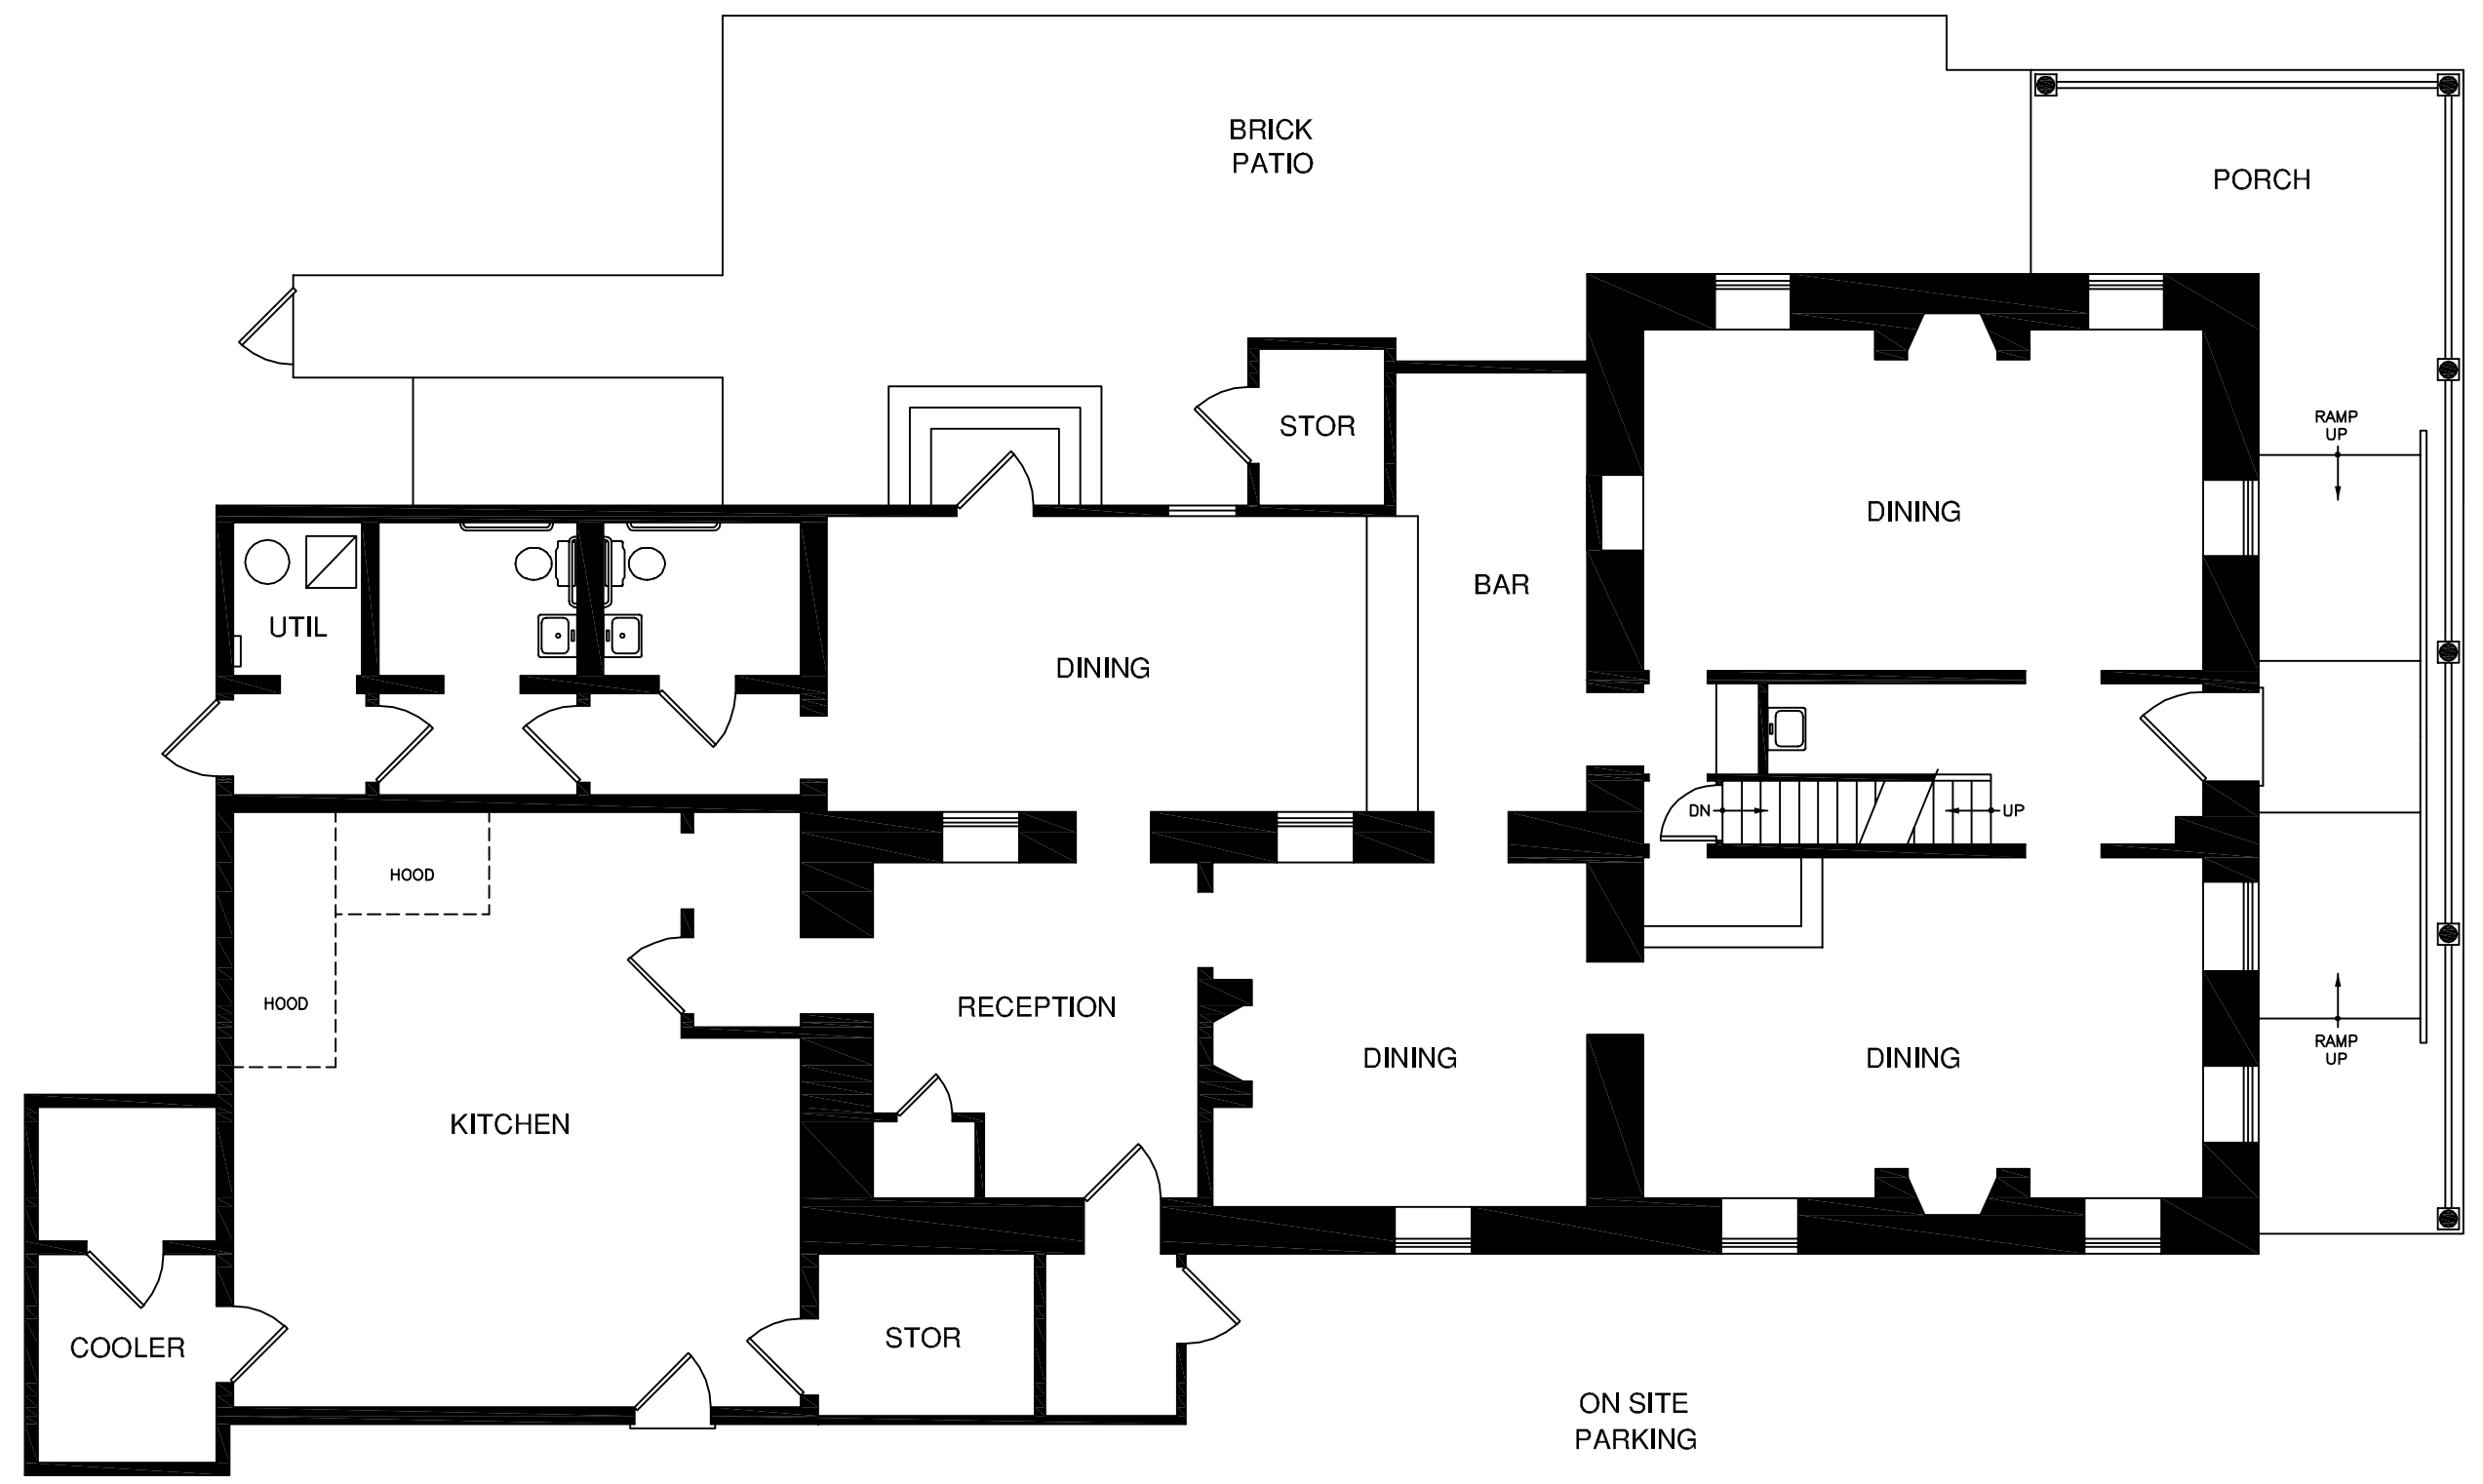 BRICK
PATIO
PORCH
RAMP
UP
STOR
DINING
BAR
UTIL
DINING
DN
UP
HOOD
HOOD
RECEPTION
DINING
DINING
RAMP
UP
KITCHEN
COOLER
STOR
ON SITE
PARKING